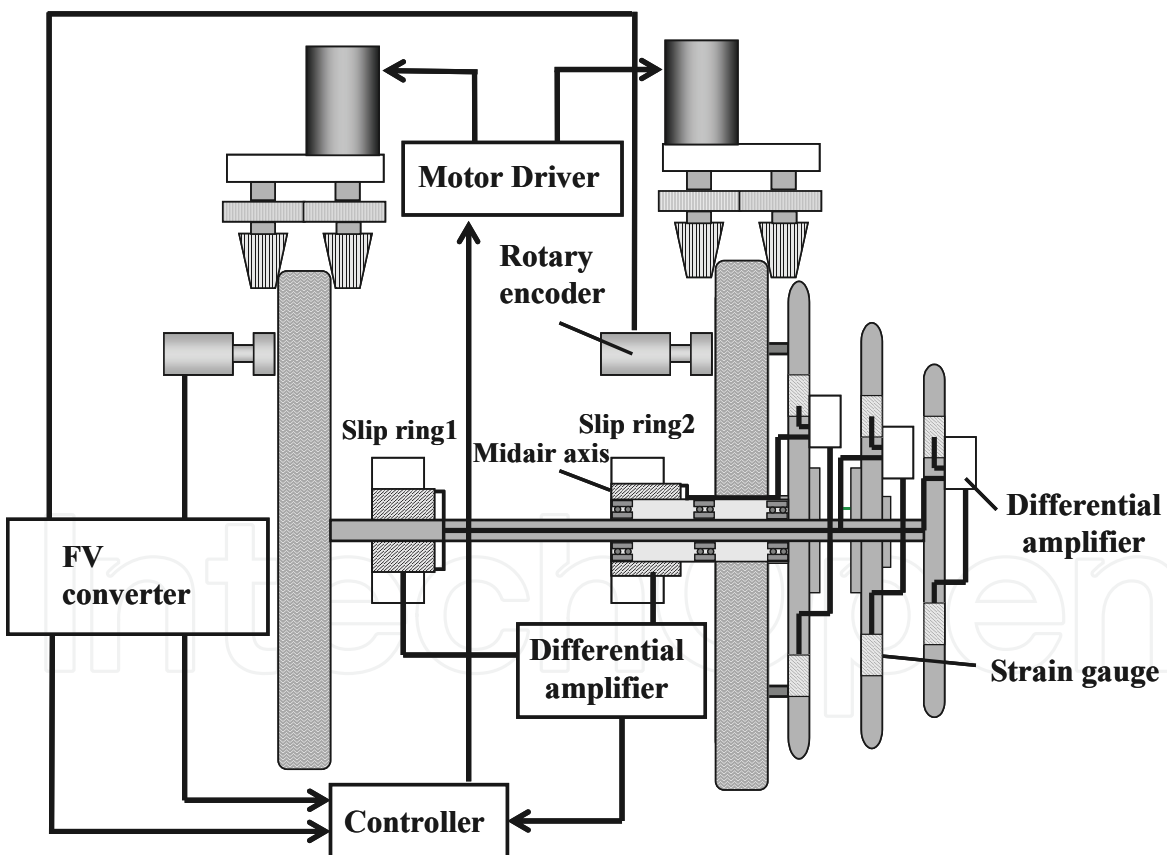 Motor Driver
Rotary
encoder
Slip ring1
Slip ring2
Midair axis
Differential
amplifier
FV
converter
Differential
amplifier
Strain gauge
Controller
IntechOpen